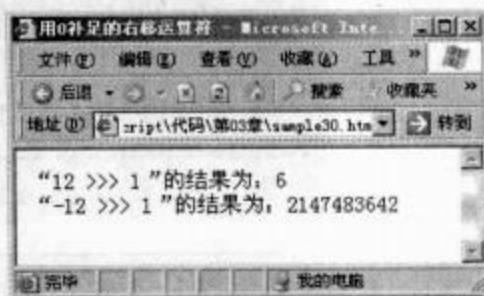 用0补足的右移运算符 - Microsoft Inte...
文件(F) 编辑(E) 查看(V) 收藏(A) 工具 »
后退 搜索 收藏夹 »
地址(D) cript\代码\第03章\sample30.htm 转到
“12 >>> 1 ”的结果为：6
“-12 >>> 1 ”的结果为：2147483642
完毕 我的电脑